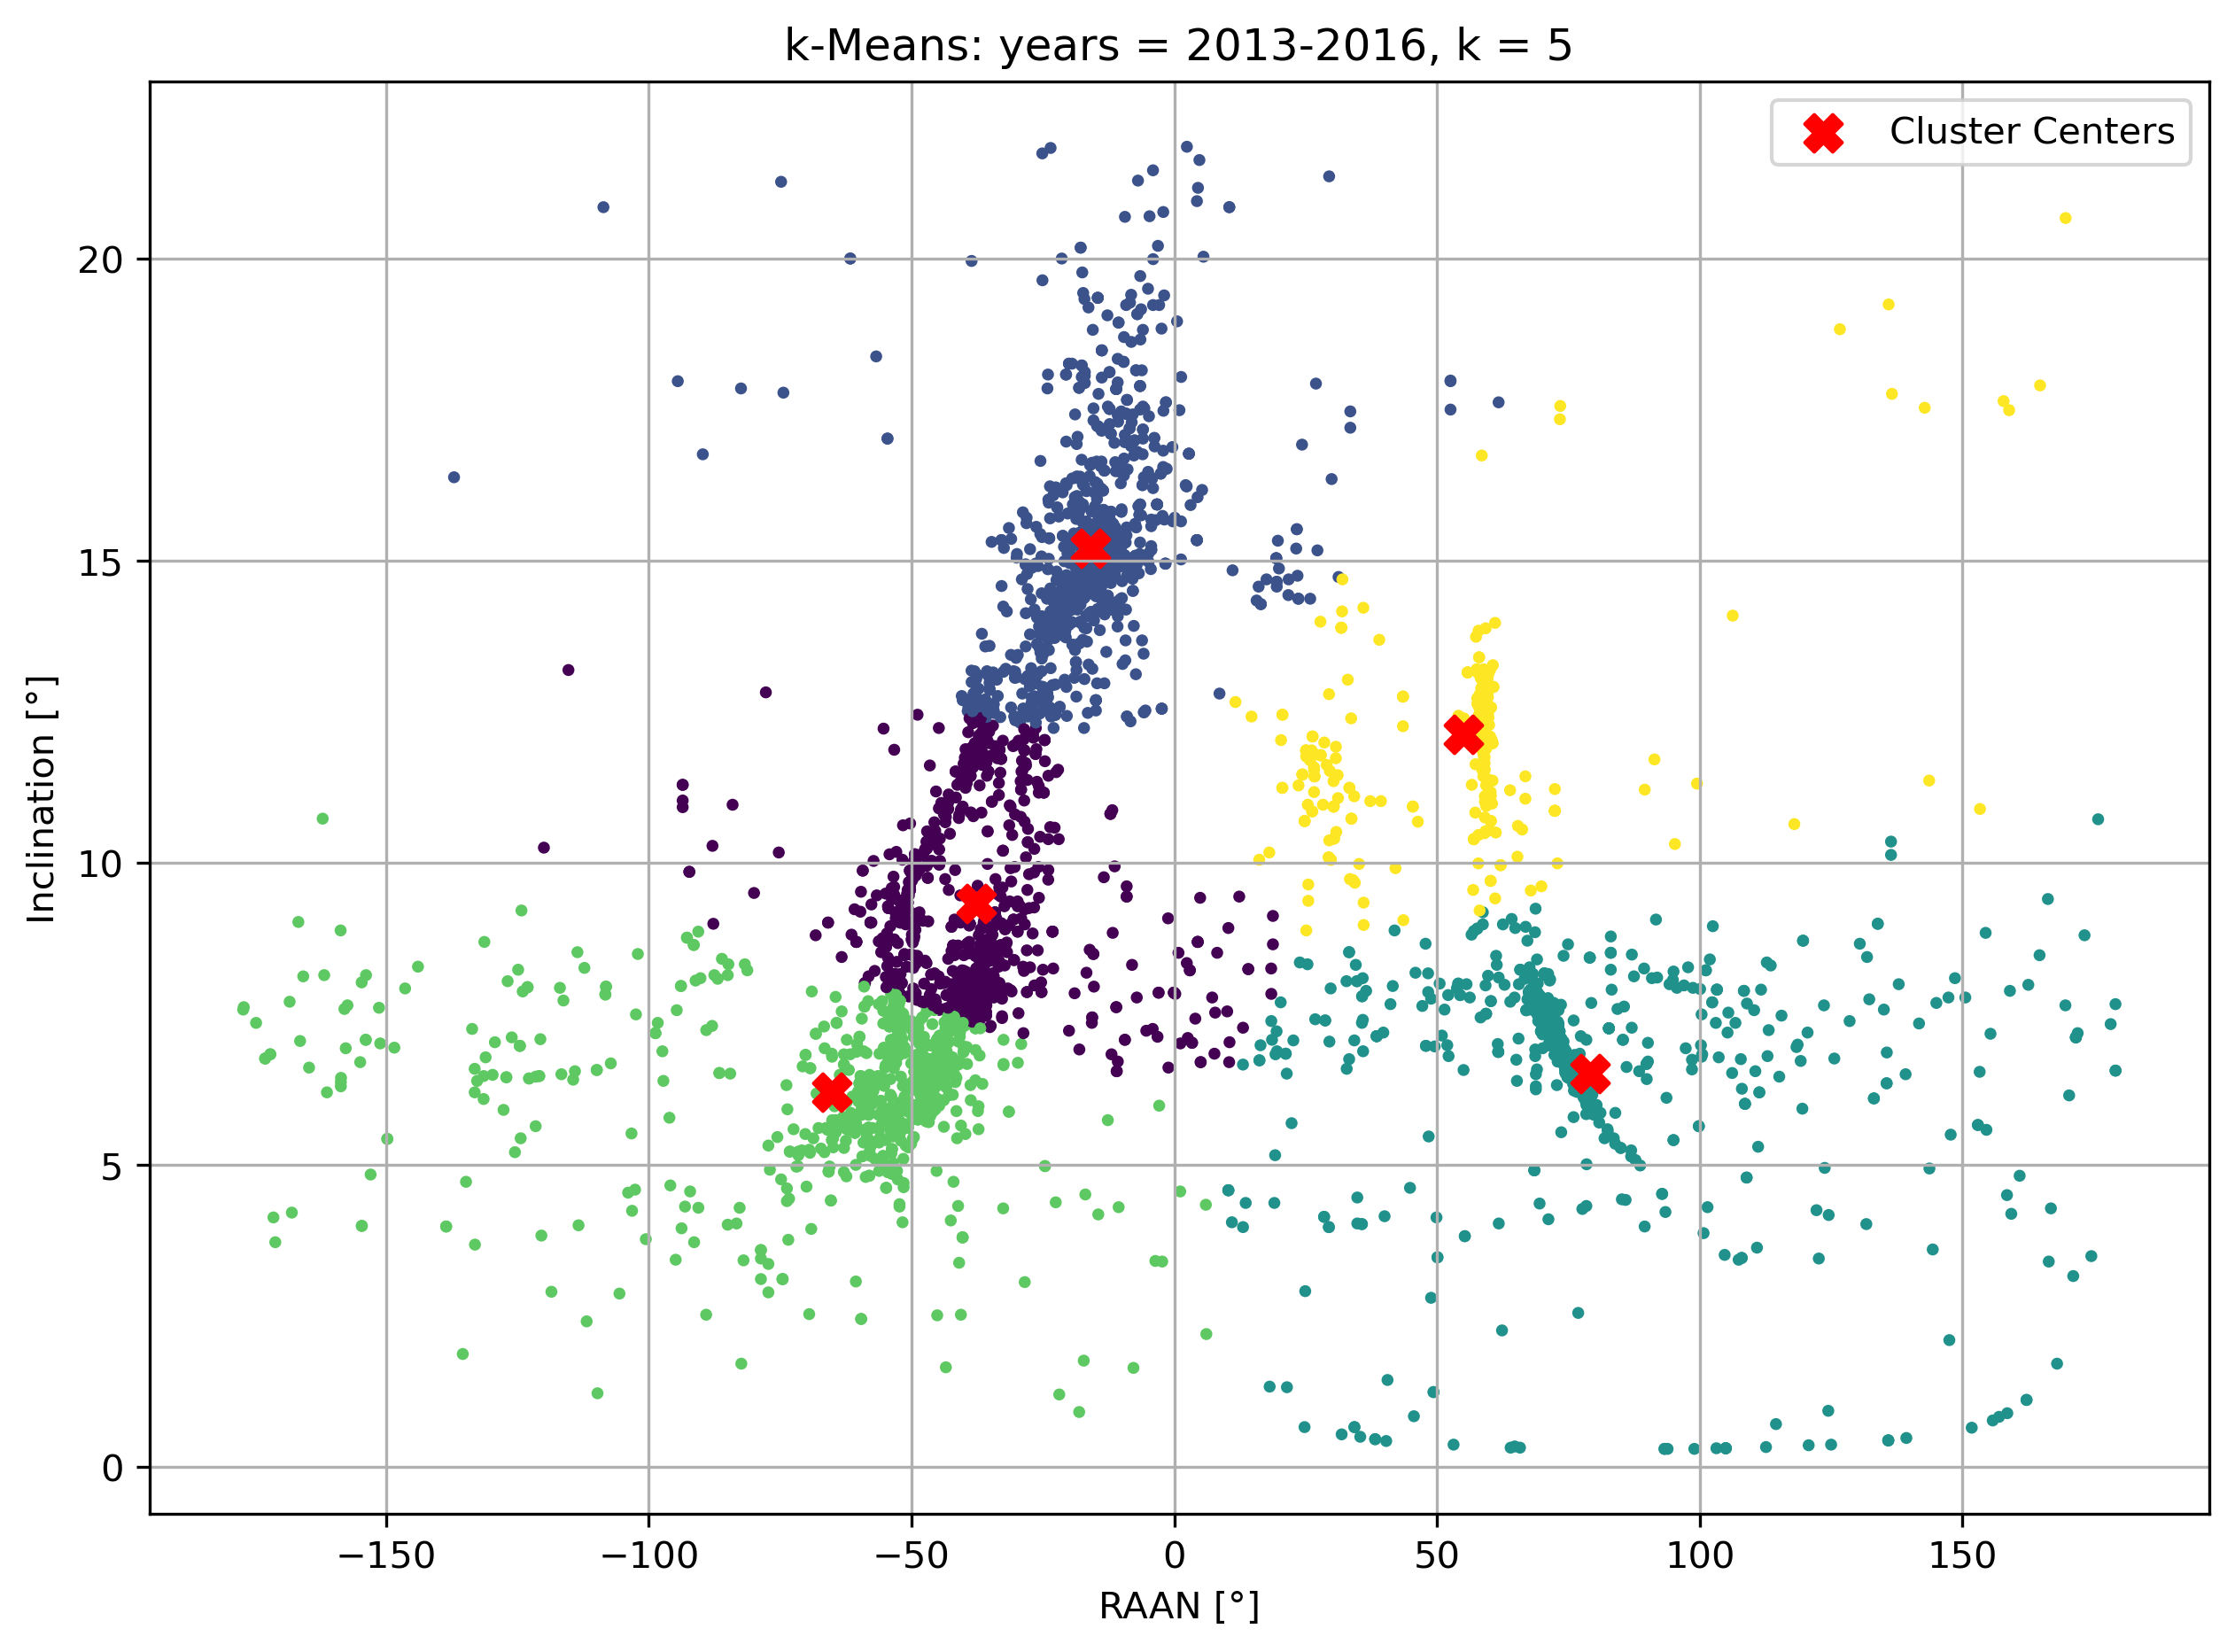 k-Means: years = 2013-2016, k = 5
Cluster Centers
20
15
10
5
0
Inclination [°]
−150 −100 −50 0 50 100 150
RAAN [°]